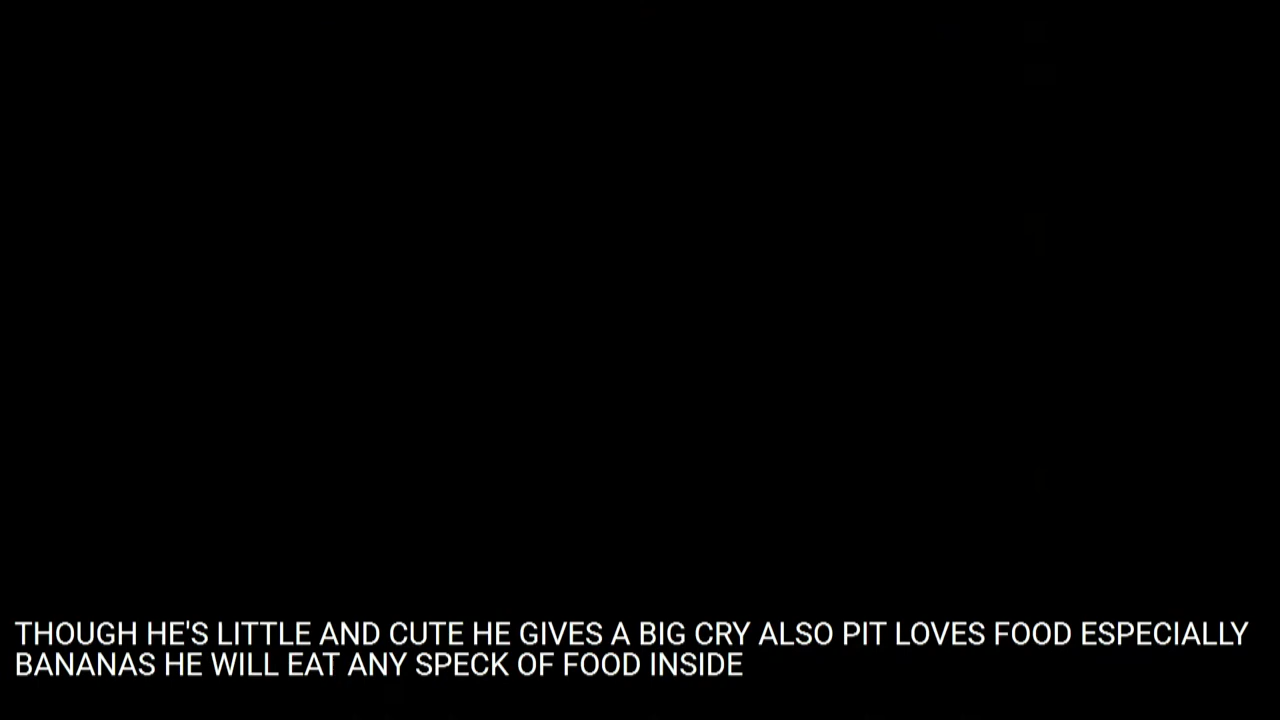 THOUGH HE'S LITTLE AND CUTE HE GIVES A BIG CRY ALSO PIT LOVES FOOD ESPECIALLY
BANANAS HE WILL EAT ANY SPECK OF FOOD INSIDE